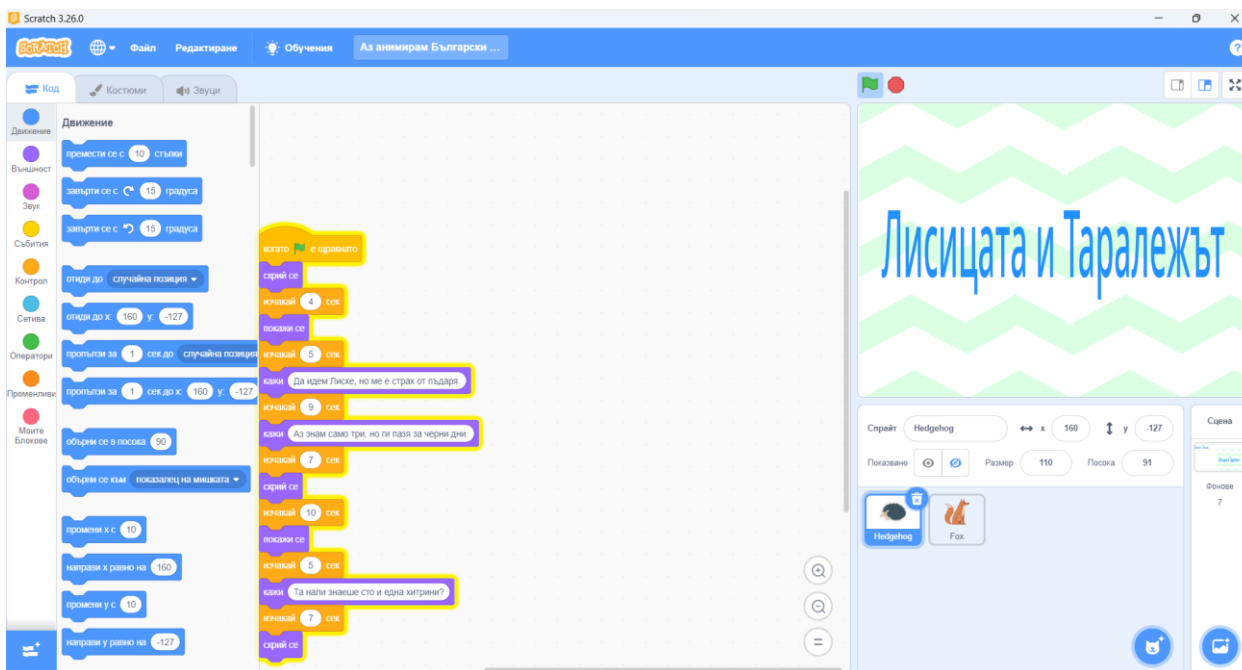 Scratch 3.26.0
SCRATCH
Файл
Редактиране
Обучения
Аз анимирам Български ...
Код
Костюми
Звуци
Движение
Външност
Звук
Събития
Контрол
Сетива
Оператори
Променливи
Моите
Блокове
Движение
премести се с 10 стъпки
завърти се с 15 градуса
завърти се с 15 градуса
отиди до случайна позиция
отиди до x: 160 y: -127
пропълзи за 1 сек до случайна позиция
пропълзи за 1 сек до x: 160 y: -127
обърни се в посока 90
обърни се към показалец на мишката
промени x с 10
направи x равно на 160
промени y с 10
направи y равно на -127
когато е щракнато
скрий се
изчакай 4 сек
покажи се
изчакай 5 сек
кажи Да идем Лиске, но ме е страх от пъдаря.
изчакай 9 сек
кажи Аз знам само три, но ги пазя за черни дни.
изчакай 7 сек
скрий се
изчакай 10 сек
покажи се
изчакай 5 сек
кажи Та нали знаеше сто и една хитрини?
изчакай 7 сек
скрий се
Лисицата и Таралежът
Спрайт Hedgehog x 160 y -127
Показване Размер 110 Посока 91
Hedgehog
Fox
Сцена
Фонове
7